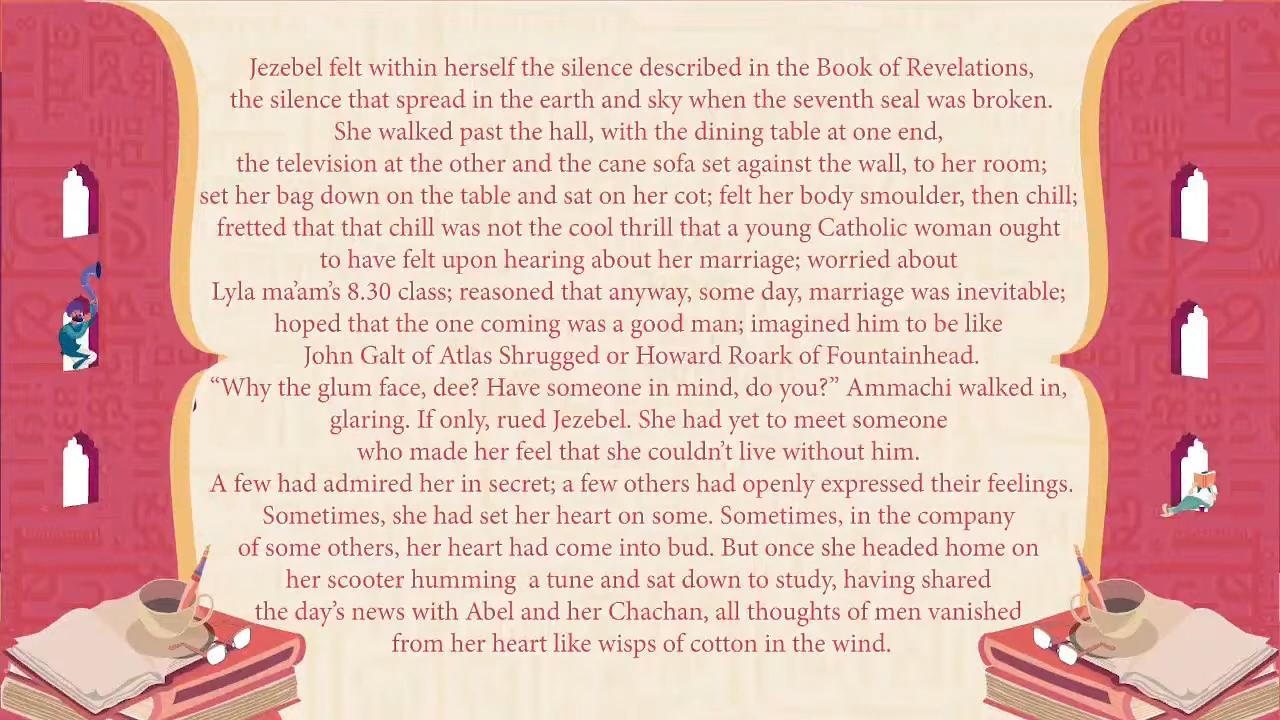 Jezebel felt within herself the silence described in the Book of Revelations,
the silence that spread in the earth and sky when the seventh seal was broken.
She walked past the hall, with the dining table at one end,
the television at the other and the cane sofa set against the wall, to her room;
set her bag down on the table and sat on her cot; felt her body smoulder, then chill;
fretted that that chill was not the cool thrill that a young Catholic woman ought
to have felt upon hearing about her marriage; worried about
Lyla ma’am’s 8.30 class; reasoned that anyway, some day, marriage was inevitable;
hoped that the one coming was a good man; imagined him to be like
John Galt of Atlas Shrugged or Howard Roark of Fountainhead.
“Why the glum face, dee? Have someone in mind, do you?” Ammachi walked in,
glaring. If only, rued Jezebel. She had yet to meet someone
who made her feel that she couldn’t live without him.
A few had admired her in secret; a few others had openly expressed their feelings.
Sometimes, she had set her heart on some. Sometimes, in the company
of some others, her heart had come into bud. But once she headed home on
her scooter humming a tune and sat down to study, having shared
the day’s news with Abel and her Chachan, all thoughts of men vanished
from her heart like wisps of cotton in the wind.